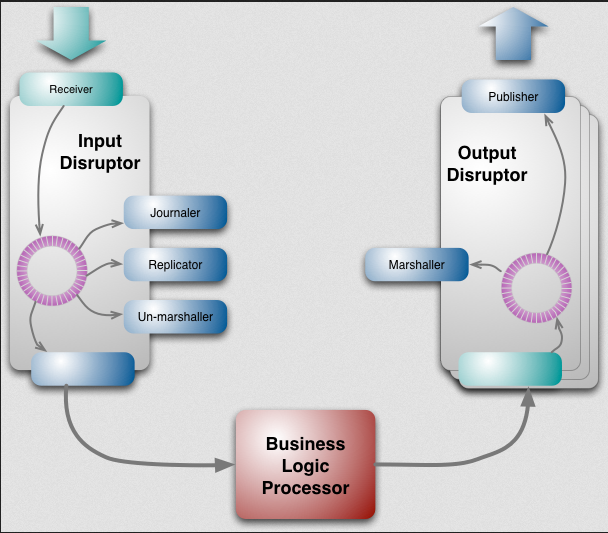 Receiver
Input
Disruptor
Journaler
Replicator
Un-marshaller
Publisher
Output
Disruptor
Marshaller
Business
Logic
Processor